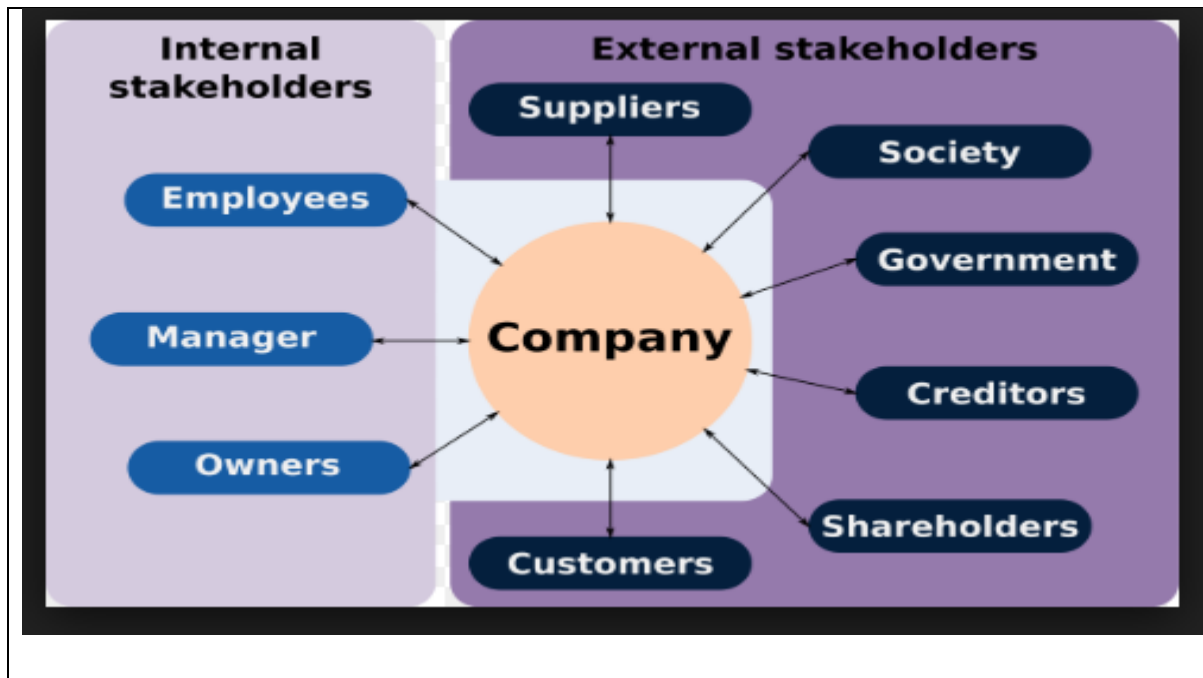 Internal
stakeholders
Employees
Manager
Owners
External stakeholders
Suppliers
Society
Government
Company
Creditors
Shareholders
Customers